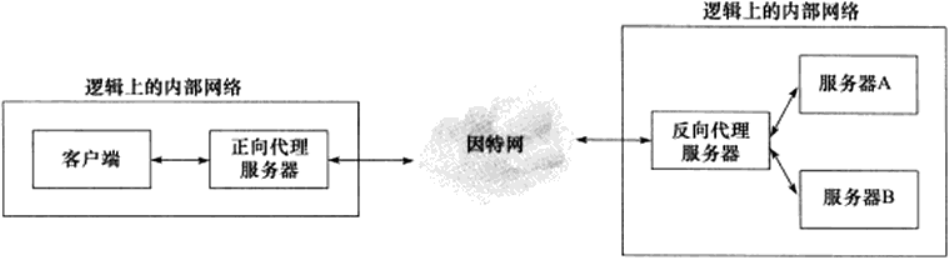 逻辑上的内部网络
逻辑上的内部网络
客户端
正向代理
服务器
因特网
反向代理
服务器
服务器A
服务器B